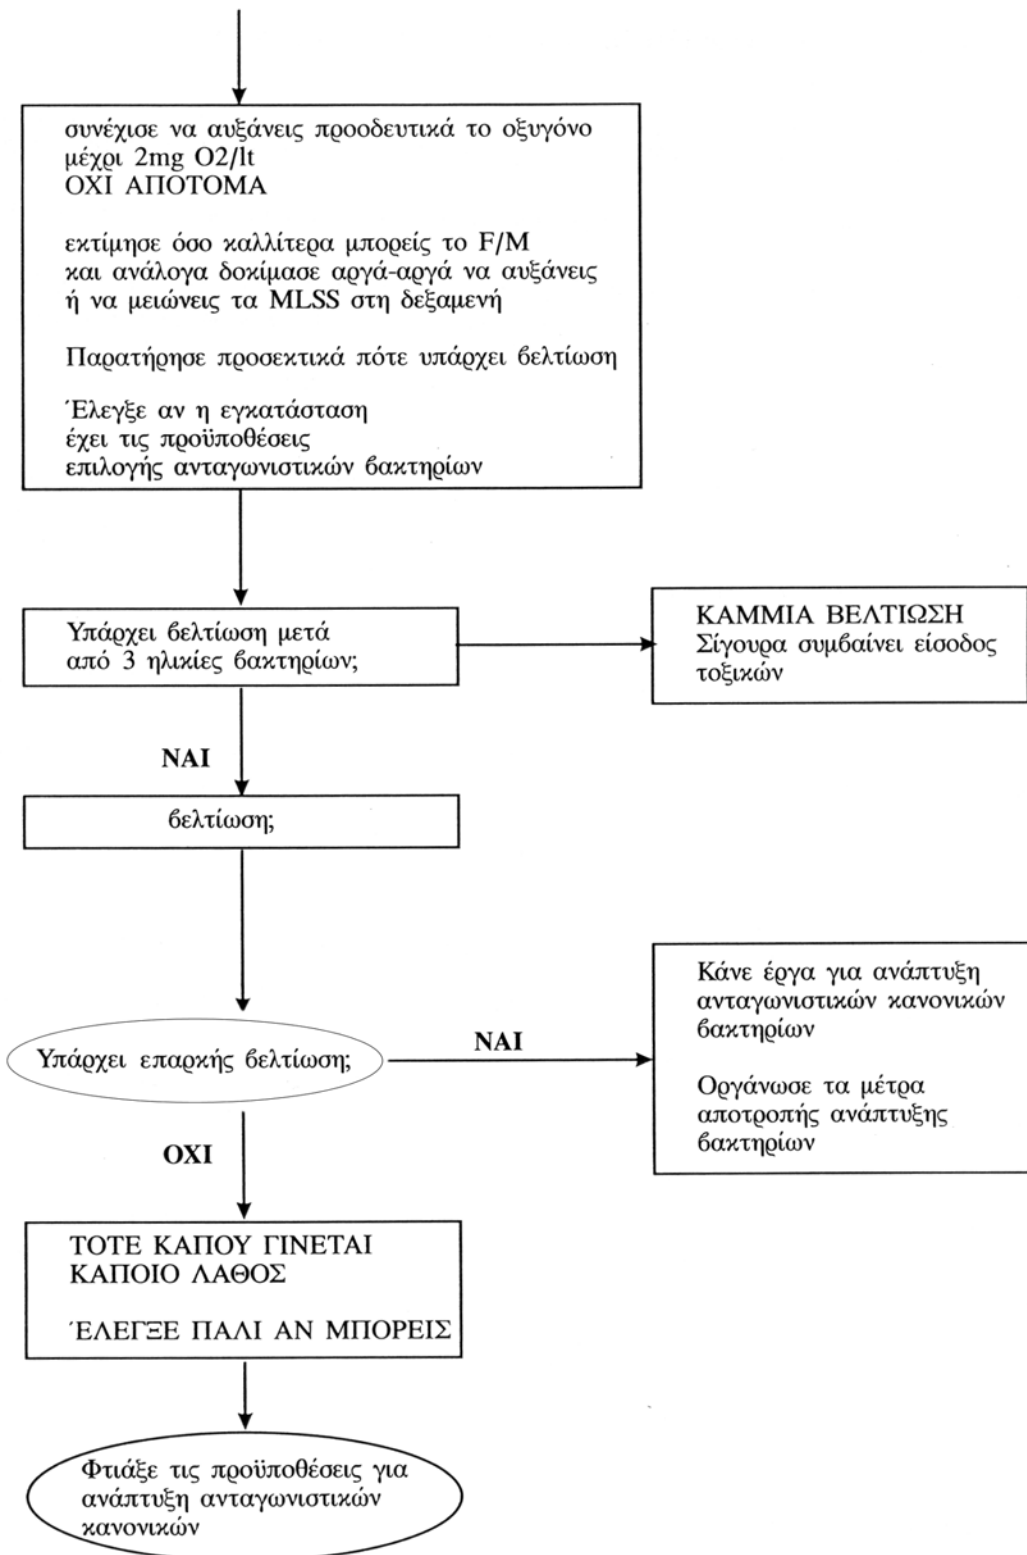 συνέχισε να αυξάνεις προοδευτικά το οξυγόνο
μέχρι 2mg O2/lt
ΟΧΙ ΑΠΟΤΟΜΑ
εκτίμησε όσο καλλίτερα μπορείς το F/M
και ανάλογα δοκίμασε αργά-αργά να αυξάνεις
ή να μειώνεις τα MLSS στη δεξαμενή
Παρατήρησε προσεκτικά πότε υπάρχει βελτίωση
Έλεγξε αν η εγκατάσταση
έχει τις προϋποθέσεις
επιλογής ανταγωνιστικών βακτηρίων
Υπάρχει βελτίωση μετά
από 3 ηλικίες βακτηρίων;
ΚΑΜΜΙΑ ΒΕΛΤΙΩΣΗ
Σίγουρα συμβαίνει είσοδος
τοξικών
ΝΑΙ
βελτίωση;
Υπάρχει επαρκής βελτίωση;
ΝΑΙ
Κάνε έργα για ανάπτυξη
ανταγωνιστικών κανονικών
βακτηρίων
Οργάνωσε τα μέτρα
αποτροπής ανάπτυξης
βακτηρίων
ΟΧΙ
ΤΟΤΕ ΚΑΠΟΥ ΓΙΝΕΤΑΙ
ΚΑΠΟΙΟ ΛΑΘΟΣ
ΈΛΕΓΞΕ ΠΑΛΙ ΑΝ ΜΠΟΡΕΙΣ
Φτιάξε τις προϋποθέσεις για
ανάπτυξη ανταγωνιστικών
κανονικών